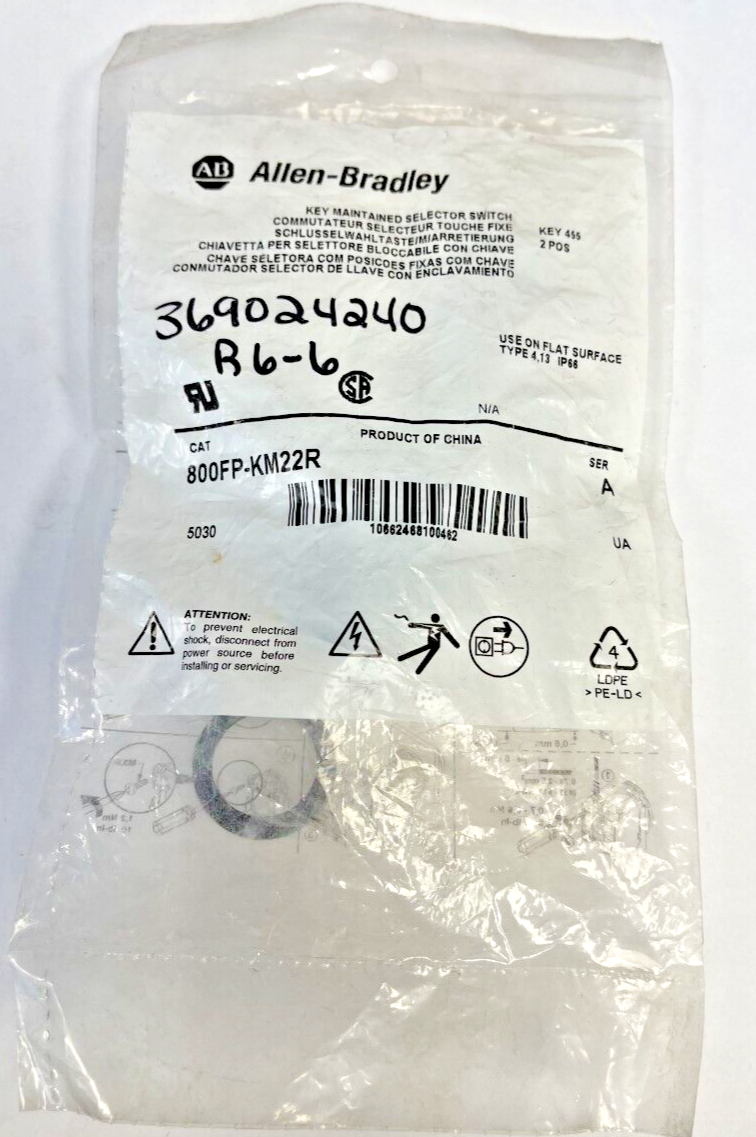 AB Allen-Bradley
KEY MAINTAINED SELECTOR SWITCH
COMMUTATEUR SELECTEUR TOUCHE FIXE
SCHLUSSELWAHLTASTE/M/ARRETIERUNG
CHIAVETTA PER SELETTORE BLOCCABILE CON CHIAVE
CHAVE SELETORA COM POSICOES FIXAS COM CHAVE
CONMUTADOR SELECTOR DE LLAVE CON ENCLAVAMIENTO
KEY 455
2 POS
369024240
R6-6
USE ON FLAT SURFACE
TYPE 4,13 IP66
SA
N/A
PRODUCT OF CHINA
CAT
800FP-KM22R
SER
A
10662468100462
5030
UA
ATTENTION:
To prevent electrical
shock, disconnect from
power source before
installing or servicing.
4
LDPE
>PE-LD<